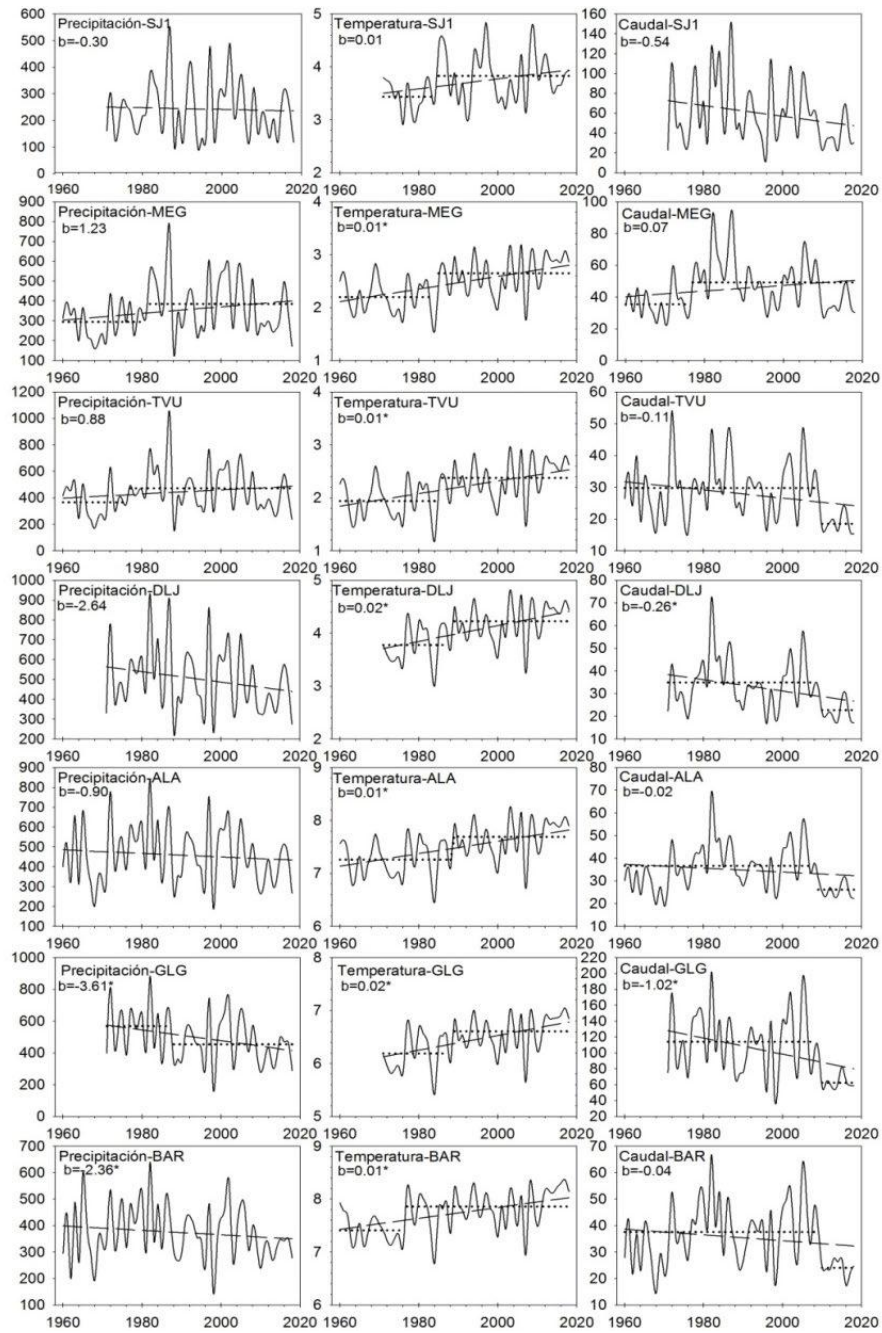 Precipitación-SJ1
b=-0.30
600
500
400
300
200
100
0
1960 1980 2000 2020
Temperatura-SJ1
b=0.01
5
4
3
2
1960 1980 2000 2020
Caudal-SJ1
b=-0.54
160
140
120
100
80
60
40
20
0
1960 1980 2000 2020
Precipitación-MEG
b=1.23
900
800
700
600
500
400
300
200
100
1960 1980 2000 2020
Temperatura-MEG
b=0.01*
4
3
2
1
1960 1980 2000 2020
Caudal-MEG
b=0.07
100
80
60
40
20
0
1960 1980 2000 2020
Precipitación-TVU
b=0.88
1200
1000
800
600
400
200
0
1960 1980 2000 2020
Temperatura-TVU
b=0.01*
4
3
2
1
1960 1980 2000 2020
Caudal-TVU
b=-0.11
60
50
40
30
20
10
1960 1980 2000 2020
Precipitación-DLJ
b=-2.64
1000
900
800
700
600
500
400
300
200
1960 1980 2000 2020
Temperatura-DLJ
b=0.02*
5
4
3
2
1960 1980 2000 2020
Caudal-DLJ
b=-0.26*
80
70
60
50
40
30
20
10
1960 1980 2000 2020
Precipitación-ALA
b=-0.90
900
800
700
600
500
400
300
200
100
1960 1980 2000 2020
Temperatura-ALA
b=0.01*
9
8
7
6
1960 1980 2000 2020
Caudal-ALA
b=-0.02
80
70
60
50
40
30
20
10
1960 1980 2000 2020
Precipitación-GLG
b=-3.61*
1000
800
600
400
200
0
1960 1980 2000 2020
Temperatura-GLG
b=0.02*
8
7
6
5
1960 1980 2000 2020
Caudal-GLG
b=-1.02*
220
200
180
160
140
120
100
80
60
40
20
1960 1980 2000 2020
Precipitación-BAR
b=-2.36*
700
600
500
400
300
200
100
1960 1980 2000 2020
Temperatura-BAR
b=0.01*
9
8
7
6
1960 1980 2000 2020
Caudal-BAR
b=-0.04
70
60
50
40
30
20
10
1960 1980 2000 2020